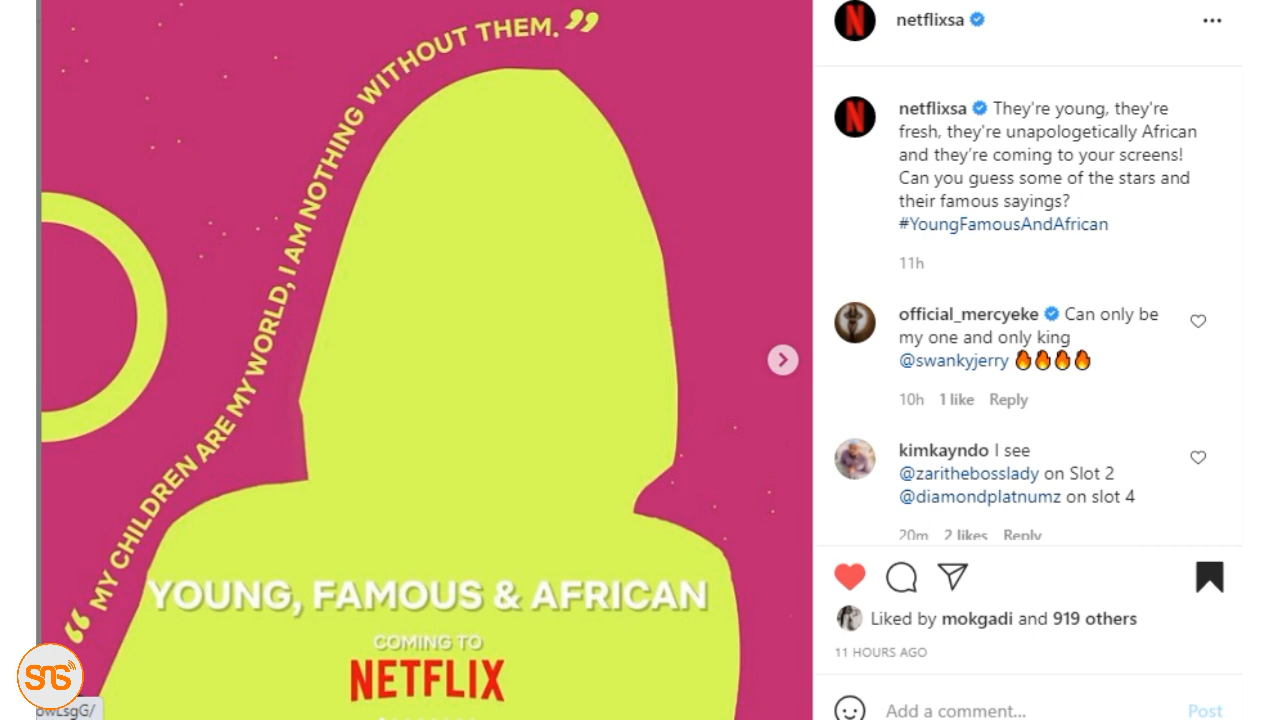 “ MY CHILDREN ARE MY WORLD, I AM NOTHING WITHOUT THEM. ”
YOUNG, FAMOUS & AFRICAN
COMING TO
NETFLIX
SNS
owLsgG/
netflixsa
netflixsa They're young, they're
fresh, they're unapologetically African
and they're coming to your screens!
Can you guess some of the stars and
their famous sayings?
#YoungFamousAndAfrican
11h
official_mercyeke Can only be
my one and only king
@swankyjerry 🔥🔥🔥🔥
10h 1 like Reply
kimkayndo I see
@zarithebosslady on Slot 2
@diamondplatnumz on slot 4
20m 2 likes Reply
Liked by mokgadi and 919 others
11 HOURS AGO
Add a comment... Post